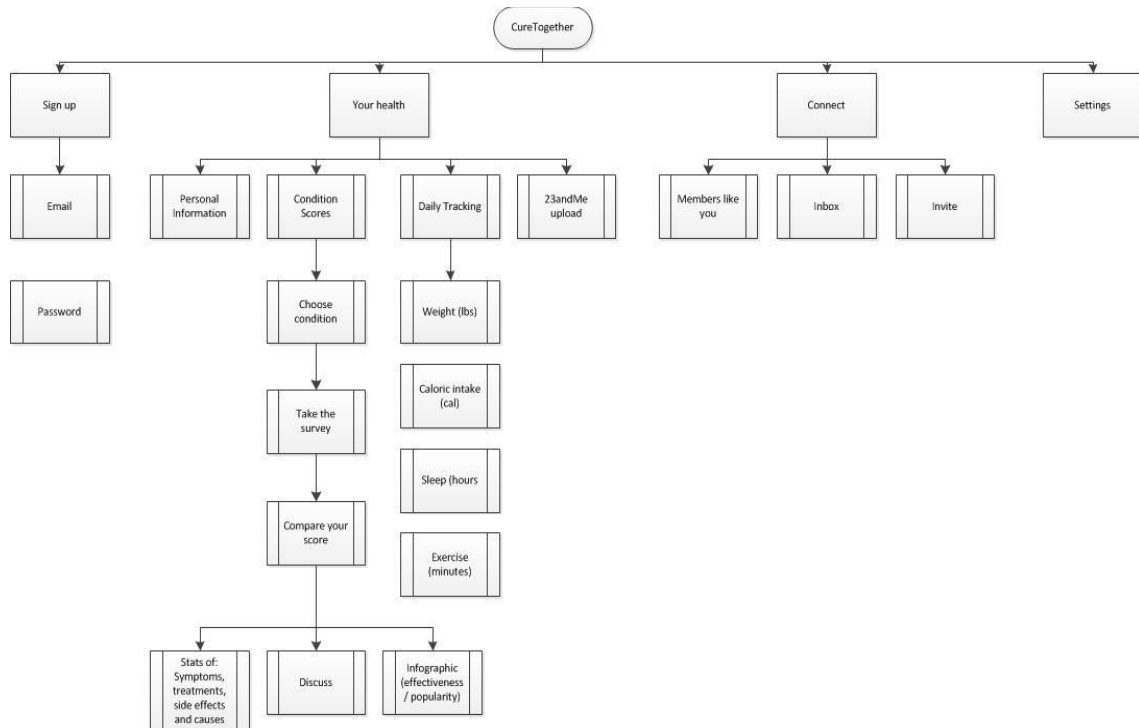 CureTogether
Sign up
Your health
Connect
Settings
Email
Personal
Information
Condition
Scores
Daily Tracking
23andMe
upload
Members like
you
Inbox
Invite
Password
Choose
condition
Weight (lbs)
Take the
survey
Caloric intake
(cal)
Sleep (hours
Compare your
score
Exercise
(minutes)
Stats of:
Symptoms,
treatments,
side effects
and causes
Discuss
Infographic
(effectiveness
/ popularity)